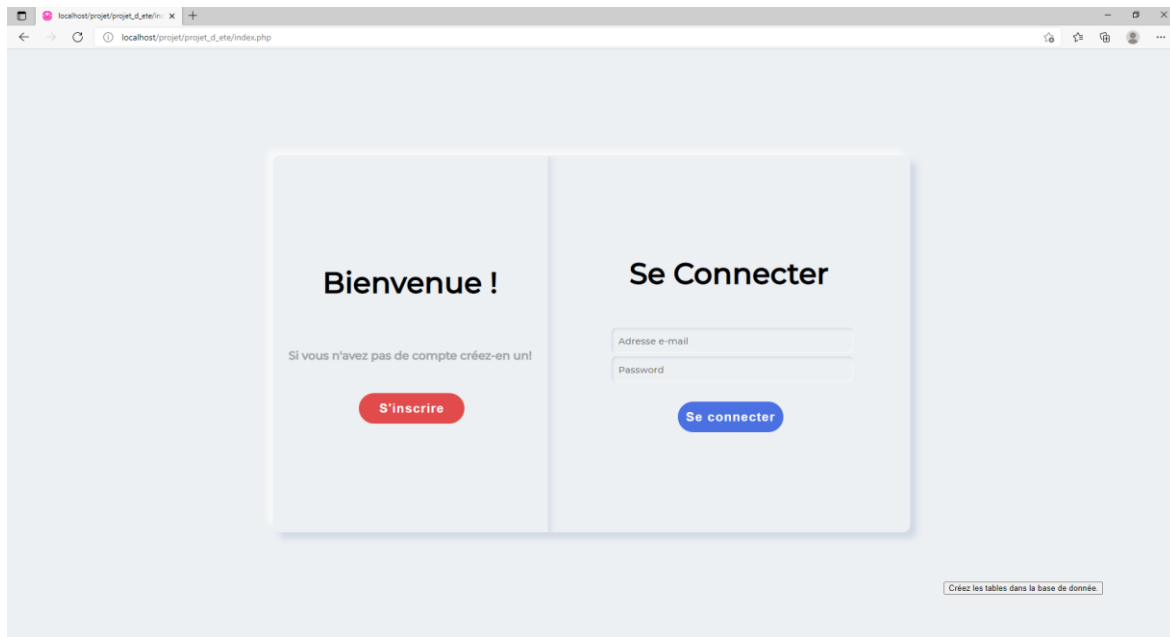 localhost/projet/projet_d_ete/in
localhost/projet/projet_d_ete/index.php
Bienvenue !
Si vous n'avez pas de compte créez-en un!
S'inscrire
Se Connecter
Adresse e-mail
Password
Se connecter
Créez les tables dans la base de donnée.